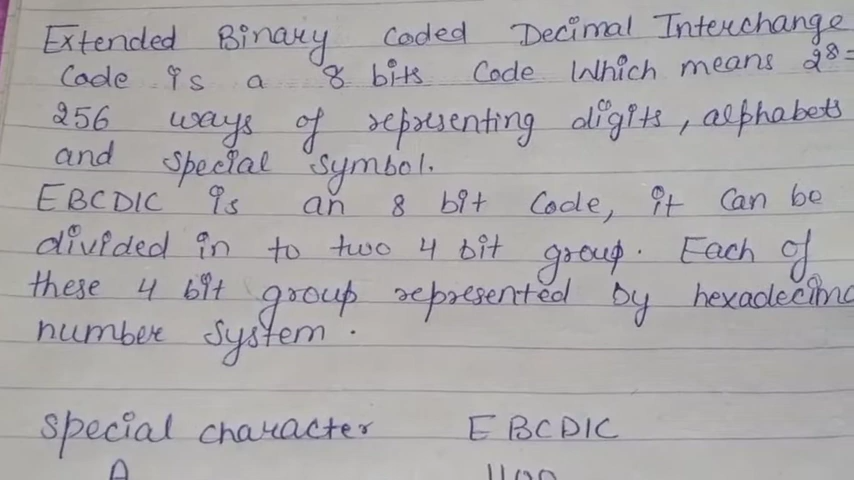 Extended Binary Coded Decimal Interchange
Code is a 8 bits Code Which means 2⁸=
256 ways of representing digits, alphabets
and special symbol.
EBCDIC is an 8 bit Code, it Can be
divided in to two 4 bit group. Each of
these 4 bit group represented by hexadecima
number system.
special character EBCDIC
A 1100